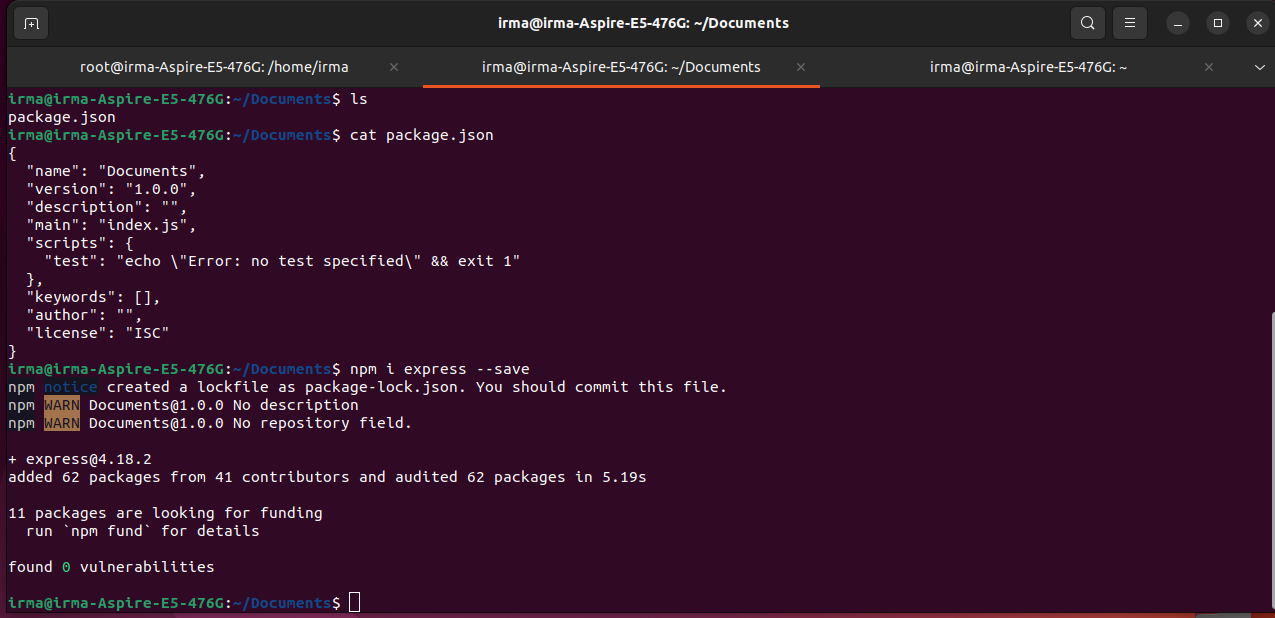 irma@irma-Aspire-E5-476G: ~/Documents
root@irma-Aspire-E5-476G: /home/irma
irma@irma-Aspire-E5-476G: ~/Documents
irma@irma-Aspire-E5-476G: ~
irma@irma-Aspire-E5-476G:~/Documents$ ls
package.json
irma@irma-Aspire-E5-476G:~/Documents$ cat package.json
{
  "name": "Documents",
  "version": "1.0.0",
  "description": "",
  "main": "index.js",
  "scripts": {
    "test": "echo \"Error: no test specified\" && exit 1"
  },
  "keywords": [],
  "author": "",
  "license": "ISC"
}
irma@irma-Aspire-E5-476G:~/Documents$ npm i express --save
npm notice created a lockfile as package-lock.json. You should commit this file.
npm WARN Documents@1.0.0 No description
npm WARN Documents@1.0.0 No repository field.
+ express@4.18.2
added 62 packages from 41 contributors and audited 62 packages in 5.19s
11 packages are looking for funding
  run `npm fund` for details
found 0 vulnerabilities
irma@irma-Aspire-E5-476G:~/Documents$